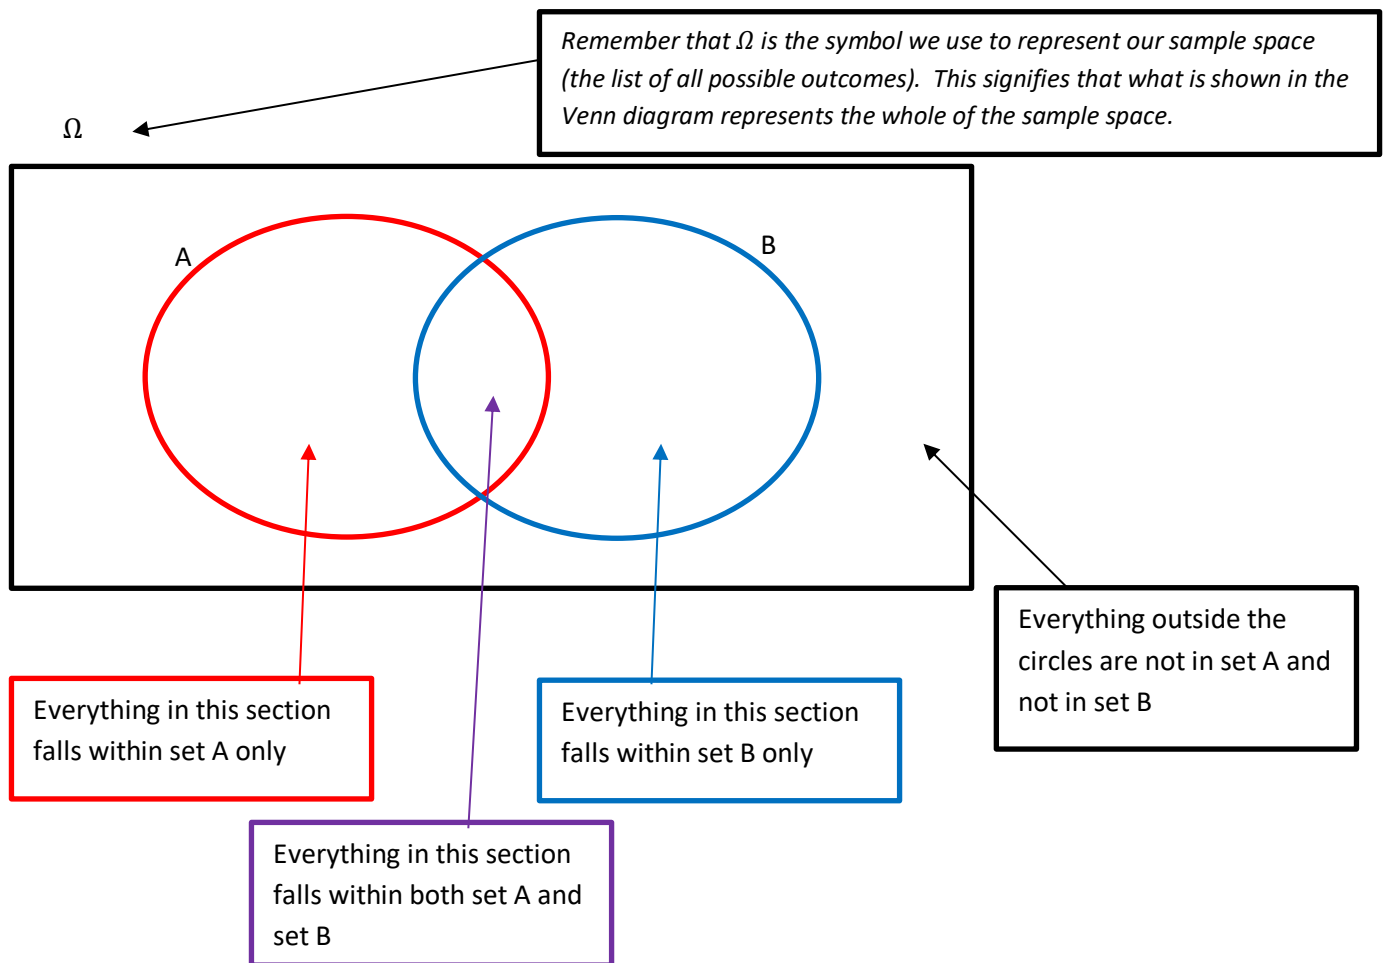 Remember that Ω is the symbol we use to represent our sample space
(the list of all possible outcomes). This signifies that what is shown in the
Venn diagram represents the whole of the sample space.
Ω
A
B
Everything outside the
circles are not in set A and
not in set B
Everything in this section
falls within set A only
Everything in this section
falls within set B only
Everything in this section
falls within both set A and
set B